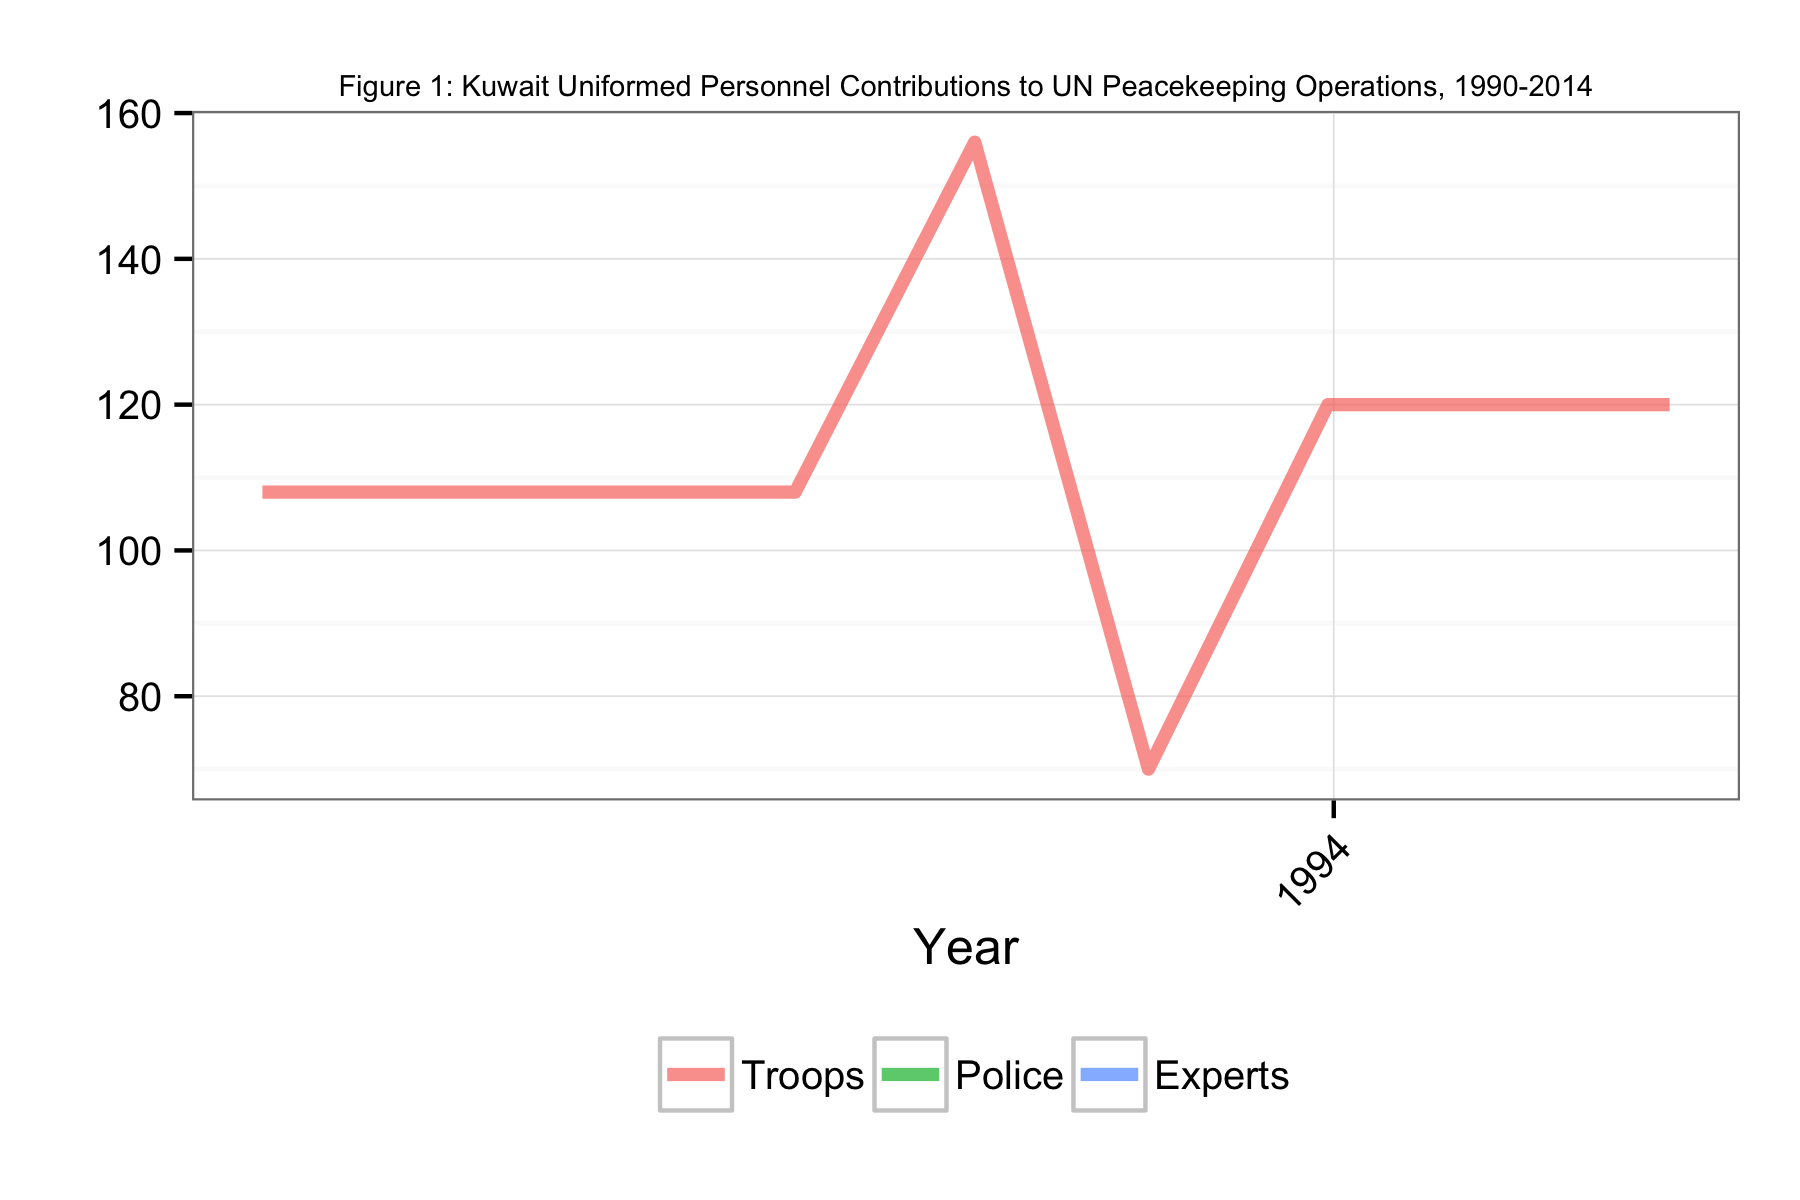 Figure 1: Kuwait Uniformed Personnel Contributions to UN Peacekeeping Operations, 1990-2014
160
140
120
100
80
1994
Year
Troops Police Experts